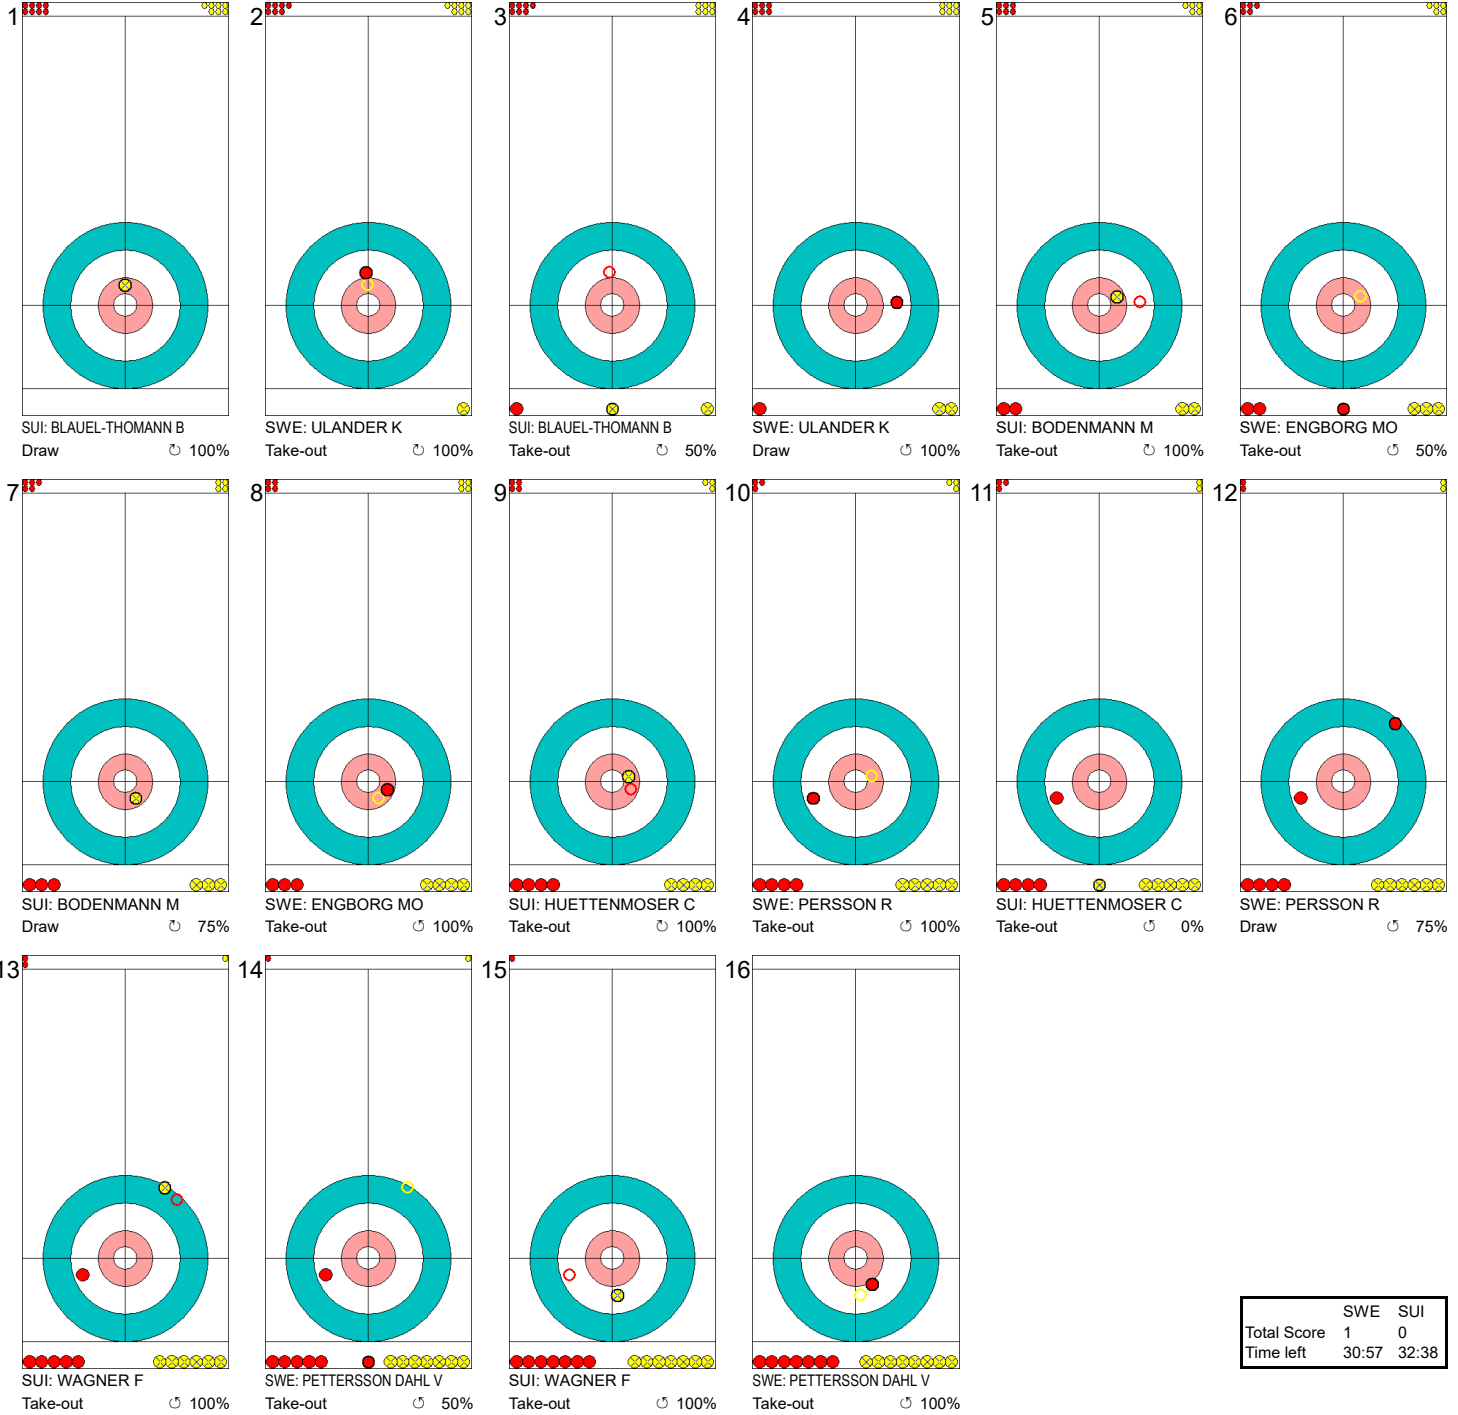 1
2
3
4
5
6
SUI: BLAUEL-THOMANN B
Draw ↻ 100%
SWE: ULANDER K
Take-out ↻ 100%
SUI: BLAUEL-THOMANN B
Take-out ↻ 50%
SWE: ULANDER K
Draw ↺ 100%
SUI: BODENMANN M
Take-out ↻ 100%
SWE: ENGBORG MO
Take-out ↻ 50%
7
8
9
10
11
12
SUI: BODENMANN M
Draw ↻ 75%
SWE: ENGBORG MO
Take-out ↺ 100%
SUI: HUETTENMOSER C
Take-out ↻ 100%
SWE: PERSSON R
Take-out ↺ 100%
SUI: HUETTENMOSER C
Take-out ↺ 0%
SWE: PERSSON R
Draw ↺ 75%
13
14
15
16
SUI: WAGNER F
Take-out ↺ 100%
SWE: PETTERSSON DAHL V
Take-out ↺ 50%
SUI: WAGNER F
Take-out ↺ 100%
SWE: PETTERSSON DAHL V
Take-out ↺ 100%
SWE SUI
Total Score 1 0
Time left 30:57 32:38